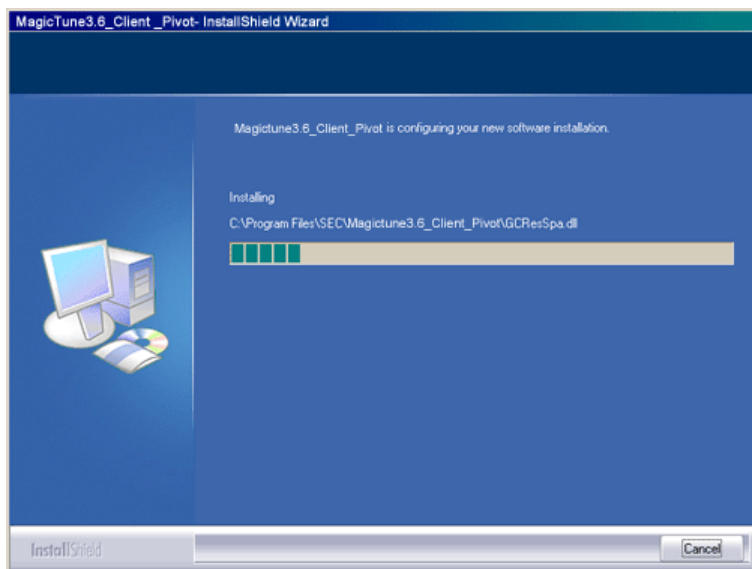 MagicTune3.6_Client _Pivot- InstallShield Wizard
Magictune3.6_Client_Pivot is configuring your new software installation.
Installing
C:\Program Files\SEC\Magictune3.6_Client_Pivot\GCResSpa.dll
InstallShield
Cancel